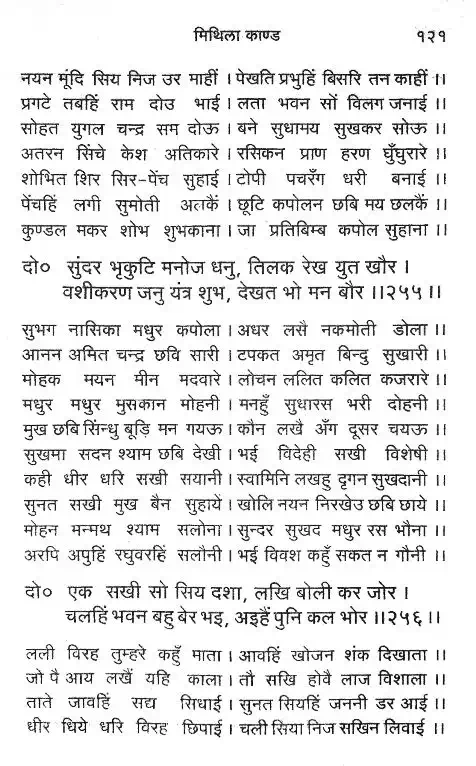 मिथिला काण्ड १२१
नयन मूंदि सिय निज उर माहीं । पेखति प्रभुहिं बिसरि तन काहीं ।।
प्रगटे तबहिं राम दोउ भाई । लता भवन सों विलग जनाई ।।
सोहत युगल चन्द्र सम दोऊ । बने सुधामय सुखकर सोऊ ।।
अतरन सिंचे केश अतिकारे । रसिकन प्राण हरण घुँघुरारे ।।
शोभित शिर सिर-पेंच सुहाई । टोपी पचरँग धरी बनाई ।।
पेंचहिं लगी सुमोती अलकैं । छूटि कपोलन छबि मय छलकैं ।।
कुण्डल मकर शोभ शुभकाना । जा प्रतिबिम्ब कपोल सुहाना ।।
दो० सुंदर भृकुटि मनोज धनु, तिलक रेख युत खौर ।
वशीकरण जनु यंत्र शुभ, देखत भो मन बौर ।।२५५।।
सुभग नासिका मधुर कपोला । अधर लसै नकमोती डोला ।।
आनन अमित चन्द्र छवि सारी । टपकत अमृत बिन्दु सुखारी ।।
मोहक मयन मीन मदवारे । लोचन ललित कलित कजरारे ।।
मधुर मधुर मुसकान मोहनी । मनहुँ सुधारस भरी दोहनी ।।
मुख छबि सिंन्धु बूड़ि मन गयऊ । कौन लखै अँग दूसर चयऊ ।।
सुखमा सदन श्याम छबि देखी । भई विदेही सखी विशेषी ।।
कही धीर धरि सखी सयानी । स्वामिनि लखहु दृगन सुखदानी ।।
सुनत सखी मुख बैन सुहाये । खोलि नयन निरखेउ छबि छाये ।।
मोहन मन्मथ श्याम सलोना । सुन्दर सुखद मधुर रस भौना ।।
अरपि अपुहिं रघुवरहिं सलौनी । भई विवश कहुँ सकत न गौनी ।।
दो० एक सखी सो सिय दशा, लखि बोली कर जोर ।
चलहिं भवन बहु बेर भइ, अइहैं पुनि कल भोर ।।२५६।।
लली विरह तुम्हरे कहुँ माता । आवहिं खोजन शंक दिखाता ।।
जो पै आय लखैं यहि काला । तौ सखि होवै लाज विशाला ।।
ताते जावहिं सद्य सिधाई । सुनत सियहिं जननी डर आई ।।
धीर धिये धरि विरह छिपाई । चली सिया निज सखिन लिवाई ।।